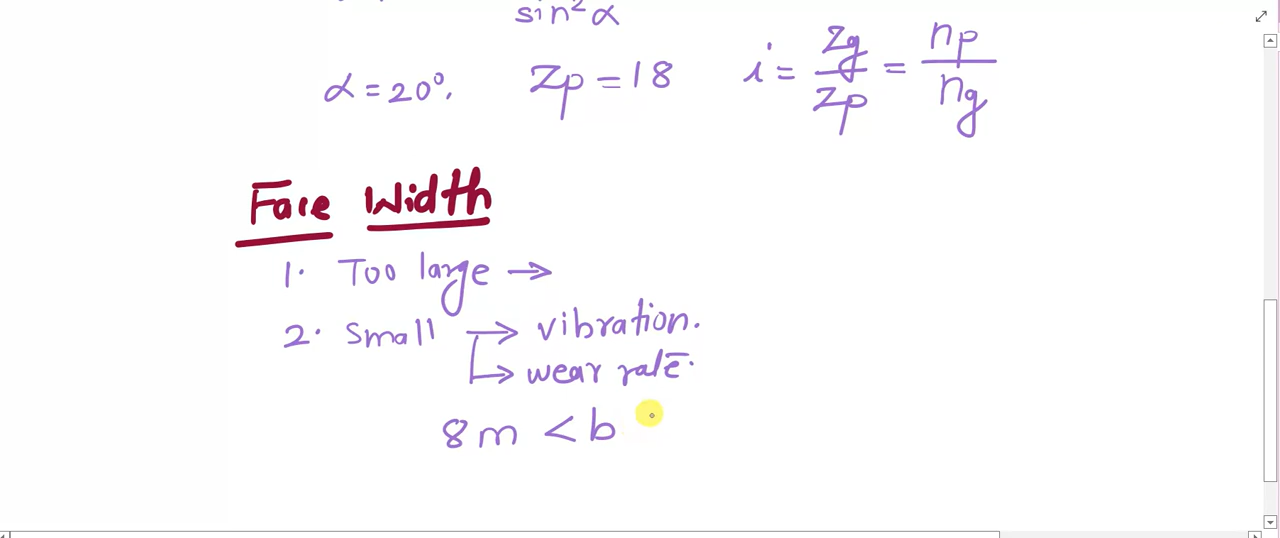 sin²α
α = 20°. Zp = 18 i = Zg/Zp = np/ng
Face Width
1. Too large →
2. Small → vibration.
→ wear rate.
8m < b